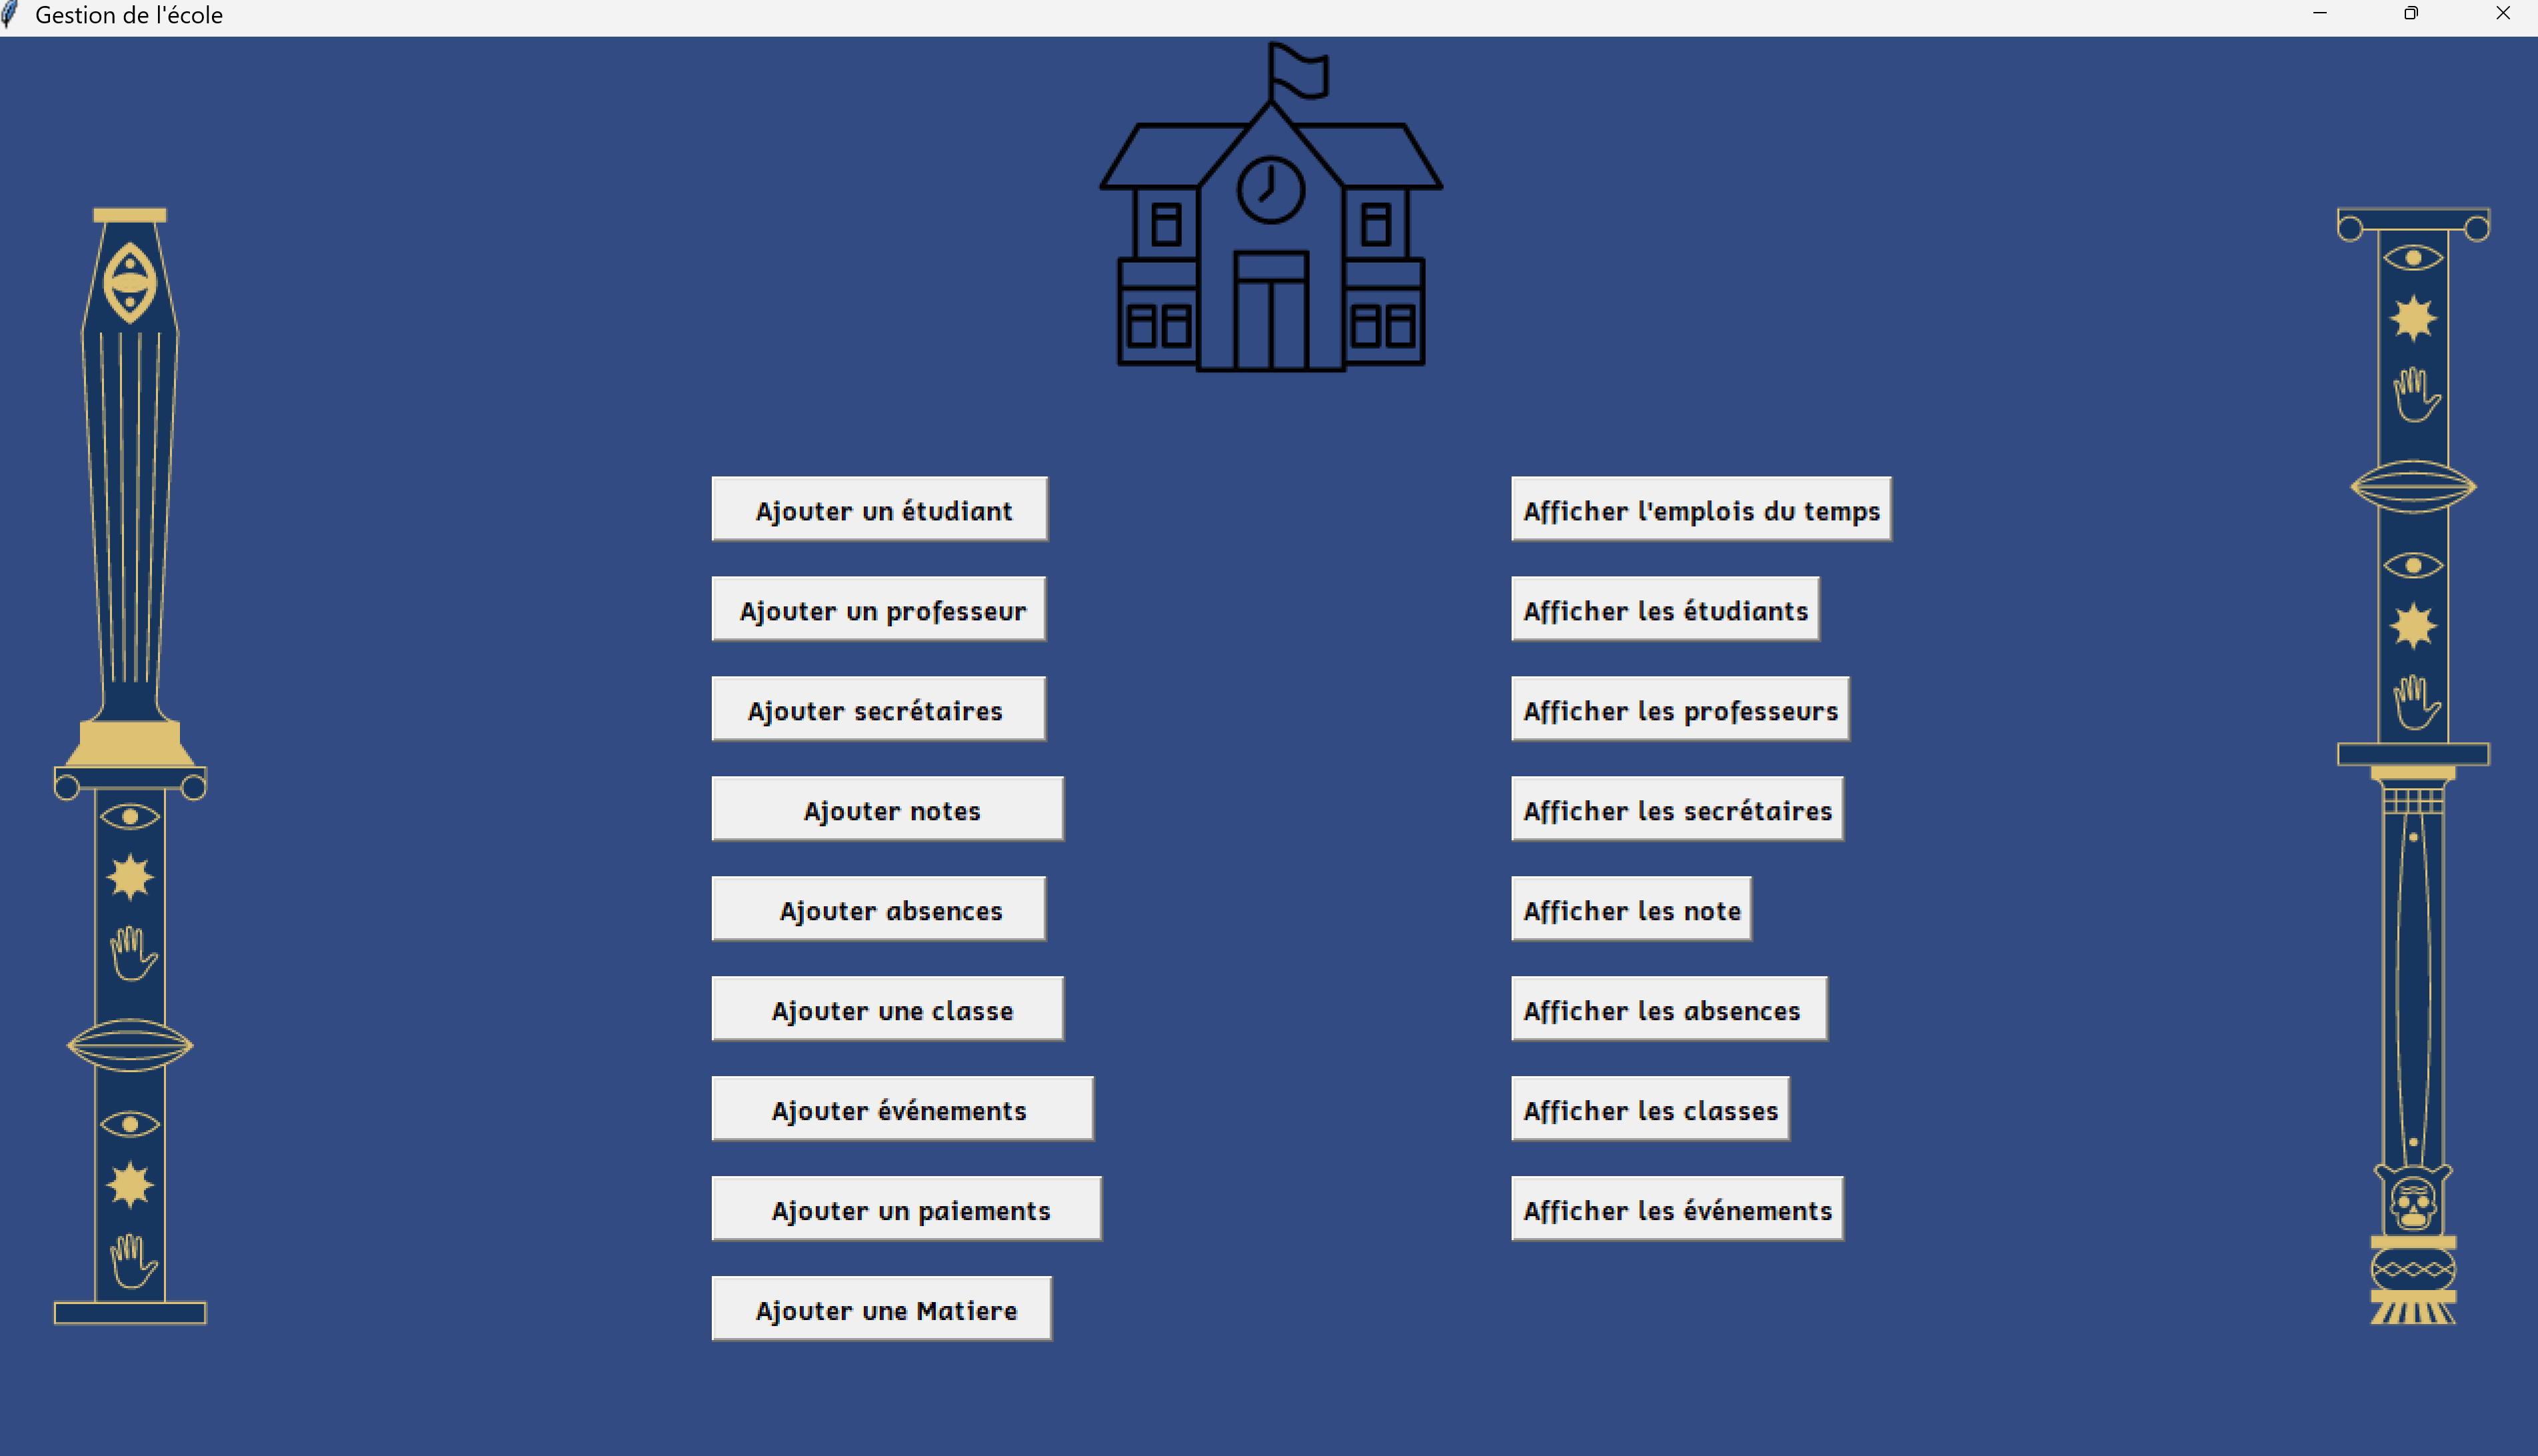 Gestion de l'école
Ajouter un étudiant
Ajouter un professeur
Ajouter secrétaires
Ajouter notes
Ajouter absences
Ajouter une classe
Ajouter événements
Ajouter un paiements
Ajouter une Matiere
Afficher l'emplois du temps
Afficher les étudiants
Afficher les professeurs
Afficher les secrétaires
Afficher les note
Afficher les absences
Afficher les classes
Afficher les événements